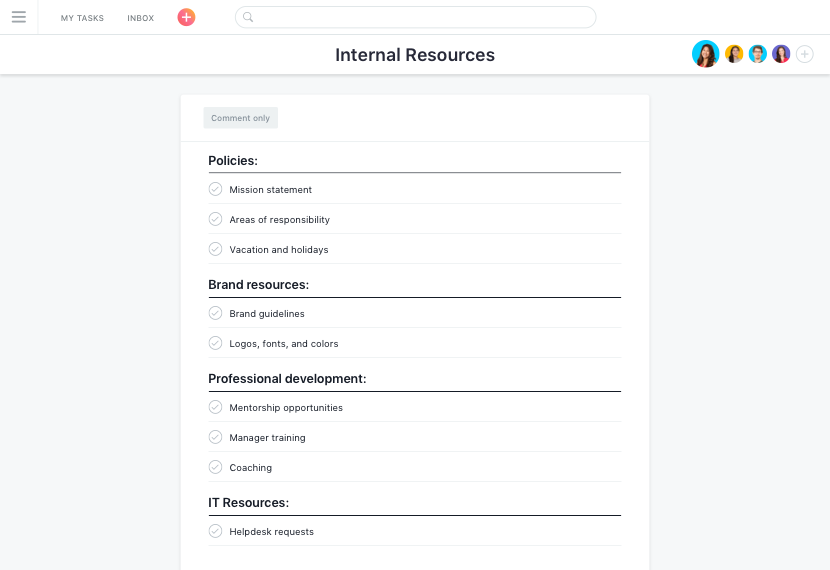 MY TASKS
INBOX
Internal Resources
Comment only
Policies:
Mission statement
Areas of responsibility
Vacation and holidays
Brand resources:
Brand guidelines
Logos, fonts, and colors
Professional development:
Mentorship opportunities
Manager training
Coaching
IT Resources:
Helpdesk requests